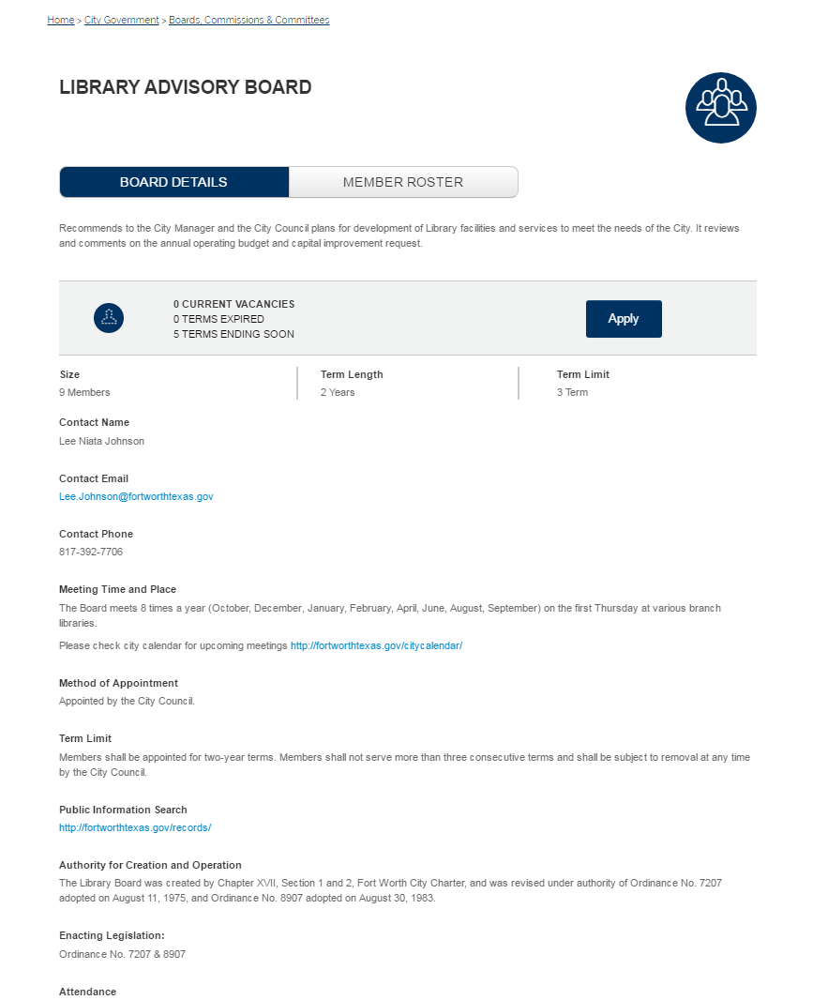 Home > City Government > Boards, Commissions & Committees
LIBRARY ADVISORY BOARD
BOARD DETAILS MEMBER ROSTER
Recommends to the City Manager and the City Council plans for development of Library facilities and services to meet the needs of the City. It reviews
and comments on the annual operating budget and capital improvement request.
0 CURRENT VACANCIES
0 TERMS EXPIRED
5 TERMS ENDING SOON
Apply
Size Term Length Term Limit
9 Members 2 Years 3 Term
Contact Name
Lee Niata Johnson
Contact Email
Lee.Johnson@fortworthtexas.gov
Contact Phone
817-392-7706
Meeting Time and Place
The Board meets 8 times a year (October, December, January, February, April, June, August, September) on the first Thursday at various branch
libraries.
Please check city calendar for upcoming meetings http://fortworthtexas.gov/citycalendar/
Method of Appointment
Appointed by the City Council.
Term Limit
Members shall be appointed for two-year terms. Members shall not serve more than three consecutive terms and shall be subject to removal at any time
by the City Council.
Public Information Search
http://fortworthtexas.gov/records/
Authority for Creation and Operation
The Library Board was created by Chapter XVII, Section 1 and 2, Fort Worth City Charter, and was revised under authority of Ordinance No. 7207
adopted on August 11, 1975, and Ordinance No. 8907 adopted on August 30, 1983.
Enacting Legislation:
Ordinance No. 7207 & 8907
Attendance